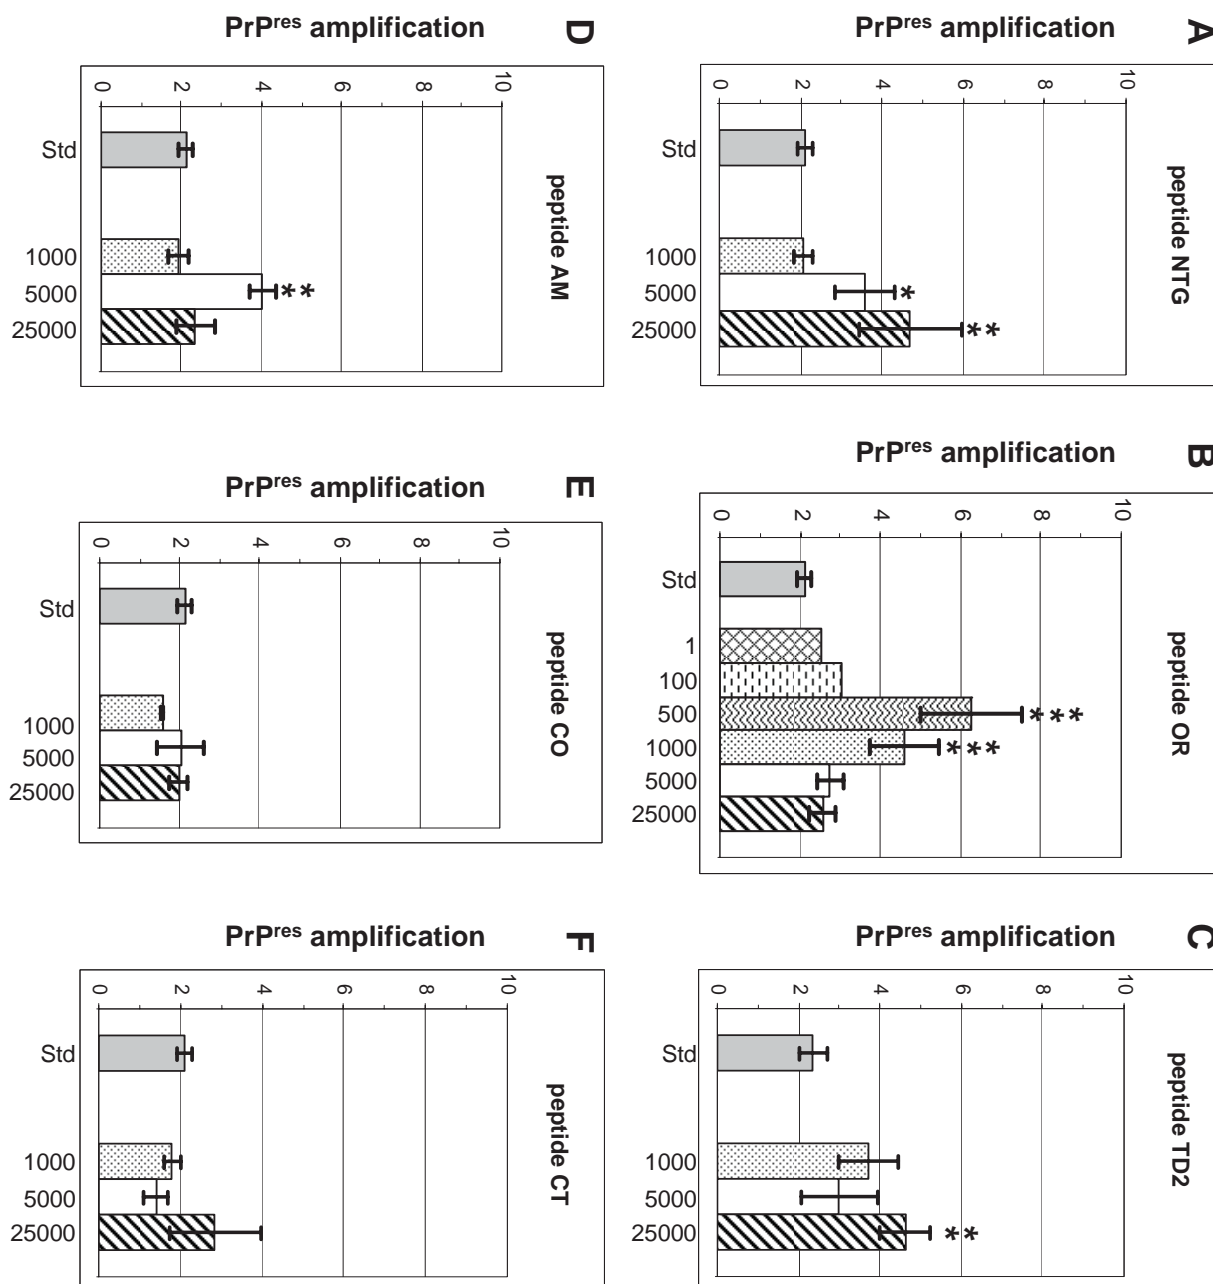 A
PrPres amplification
peptide NTG
0 2 4 6 8 10
Std
1000
5000
25000
*
**
B
PrPres amplification
peptide OR
0 2 4 6 8 10
Std
1
100
500
1000
5000
25000
***
***
C
PrPres amplification
peptide TD2
0 2 4 6 8 10
Std
1000
5000
25000
**
D
PrPres amplification
peptide AM
0 2 4 6 8 10
Std
1000
5000
25000
**
E
PrPres amplification
peptide CO
0 2 4 6 8 10
Std
1000
5000
25000
F
PrPres amplification
peptide CT
0 2 4 6 8 10
Std
1000
5000
25000